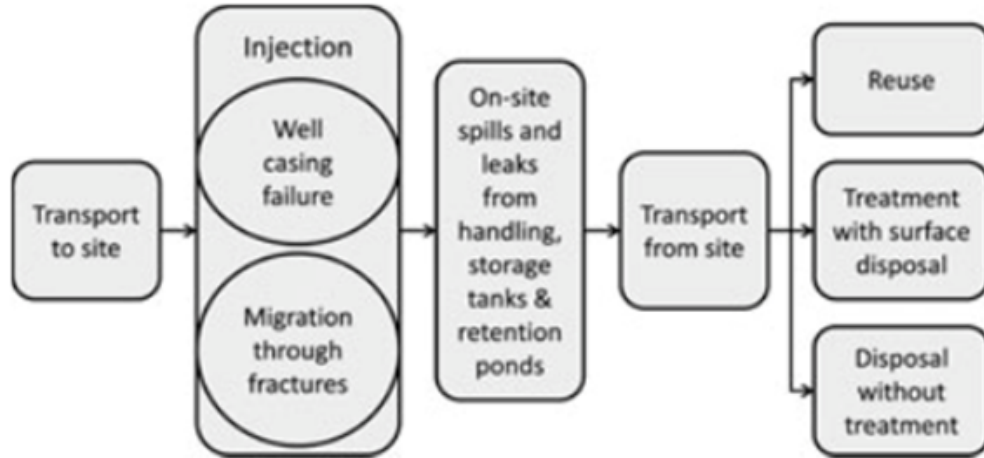 Transport
to site
Injection
Well
casing
failure
Migration
through
fractures
On-site
spills and
leaks
from
handling,
storage
tanks &
retention
ponds
Transport
from site
Reuse
Treatment
with surface
disposal
Disposal
without
treatment